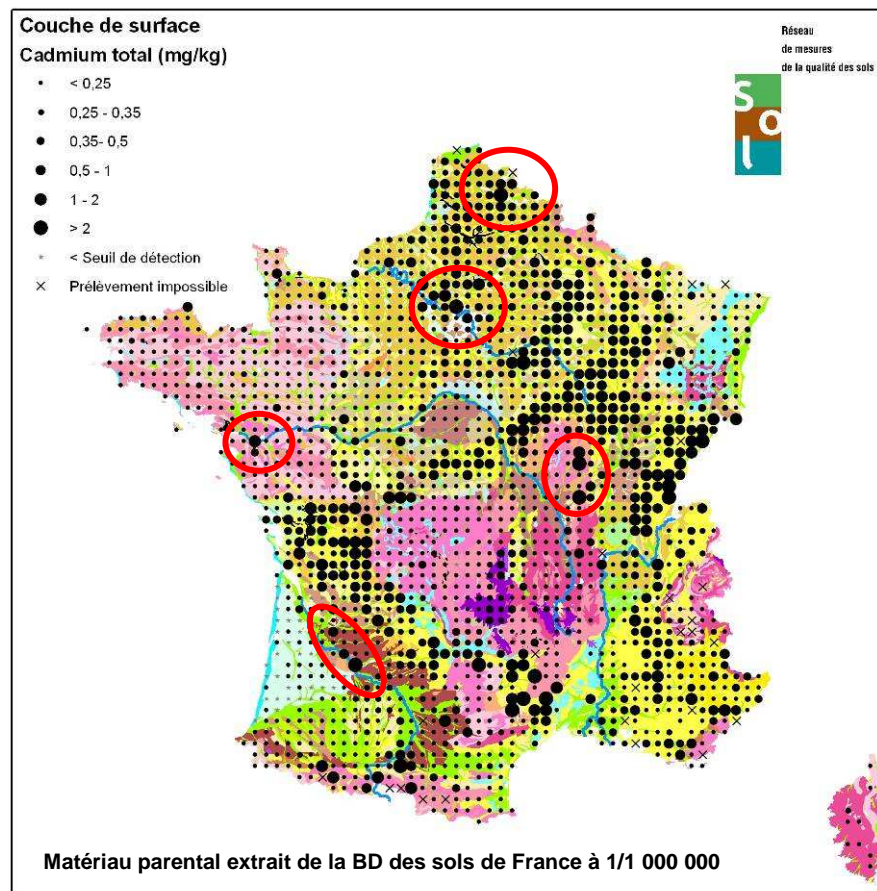 Couche de surface
Cadmium total (mg/kg)
< 0,25
0,25 - 0,35
0,35- 0,5
0,5 - 1
1 - 2
> 2
< Seuil de détection
Prélèvement impossible
Réseau
de mesures
de la qualité des sols
S
o
l
Matériau parental extrait de la BD des sols de France à 1/1 000 000